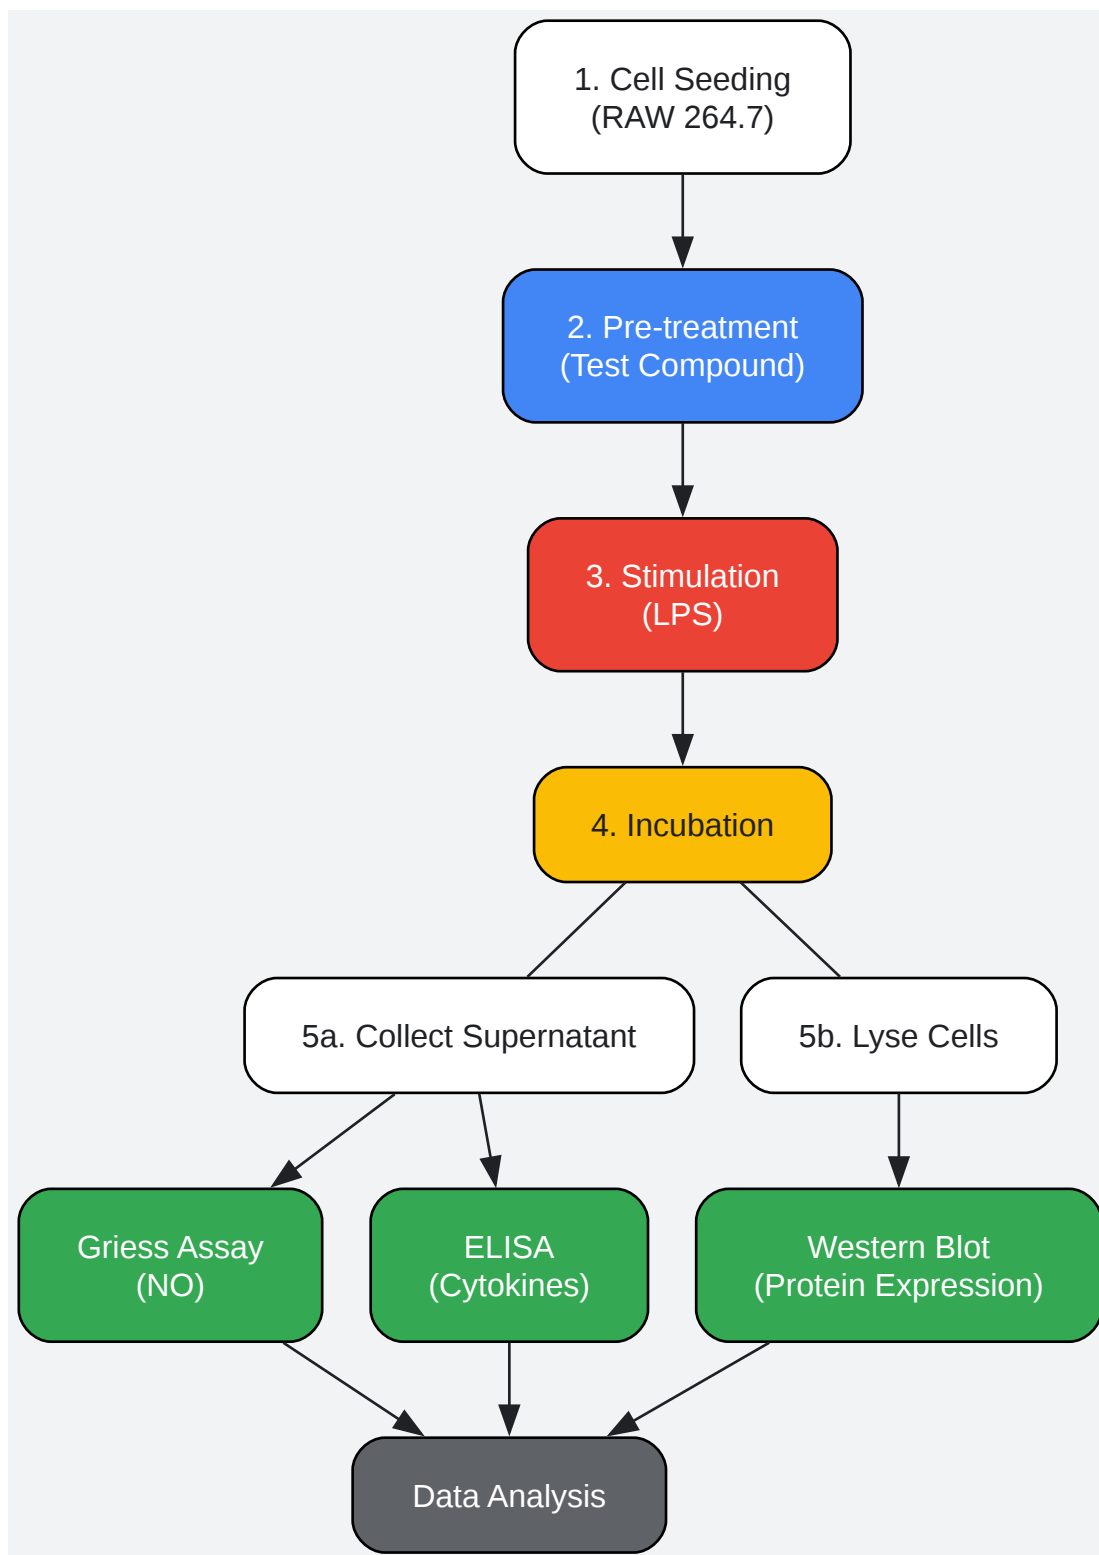 1. Cell Seeding
(RAW 264.7)
2. Pre-treatment
(Test Compound)
3. Stimulation
(LPS)
4. Incubation
5a. Collect Supernatant
5b. Lyse Cells
Griess Assay
(NO)
ELISA
(Cytokines)
Western Blot
(Protein Expression)
Data Analysis